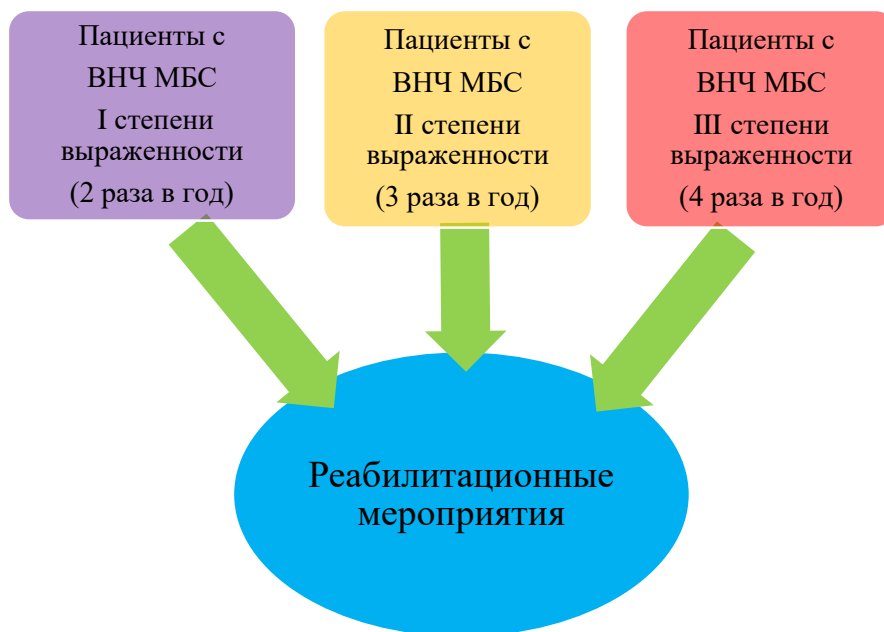 Пациенты с
ВНЧ МБС
I степени
выраженности
(2 раза в год)
Пациенты с
ВНЧ МБС
II степени
выраженности
(3 раза в год)
Пациенты с
ВНЧ МБС
III степени
выраженности
(4 раза в год)
Реабилитационные
мероприятия